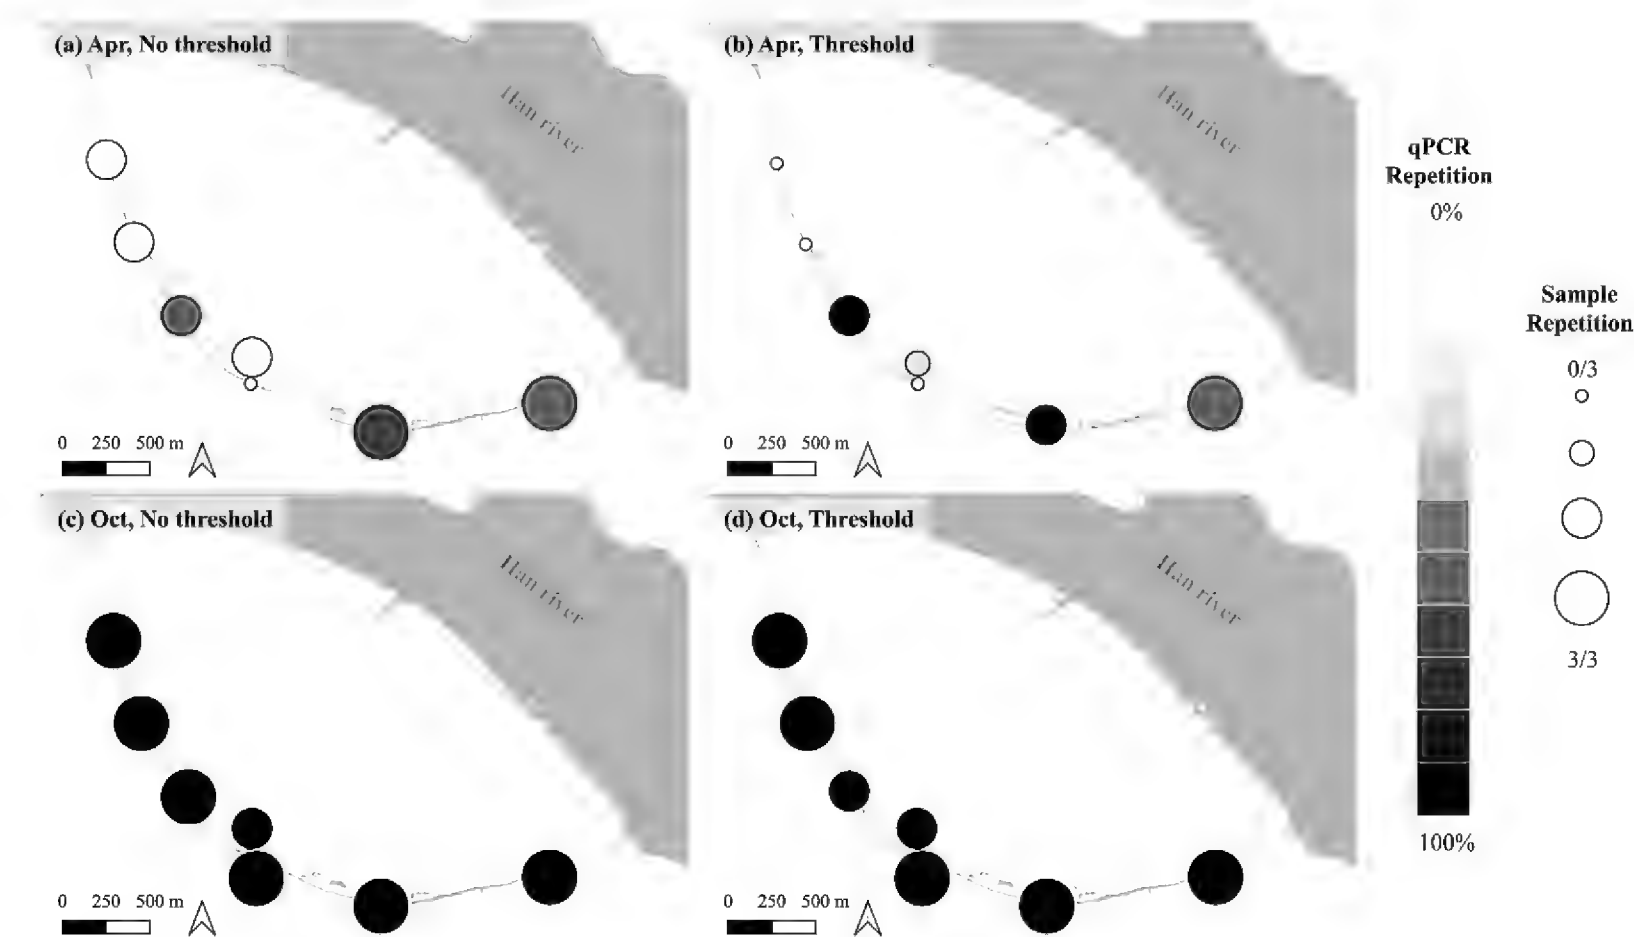 (a) Apr, No threshold
Han river
0 250 500 m
(b) Apr, Threshold
Han river
0 250 500 m
(c) Oct, No threshold
Han river
0 250 500 m
(d) Oct, Threshold
Han river
0 250 500 m
qPCR
Repetition
0%
100%
Sample
Repetition
0/3
3/3